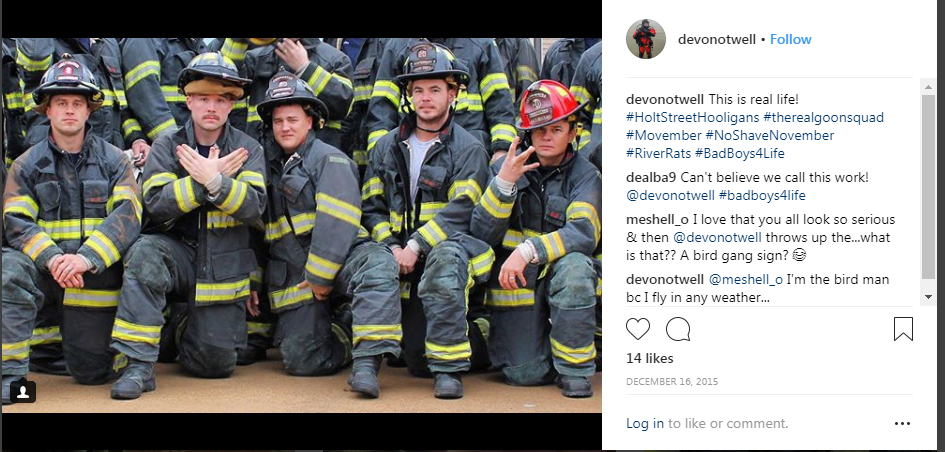 devonotwell • Follow
devonotwell This is real life!
#HoltStreetHooligans #therealgoonsquad
#Movember #NoShaveNovember
#RiverRats #BadBoys4Life
dealba9 Can't believe we call this work!
@devonotwell #badboys4life
meshell_o I love that you all look so serious
& then @devonotwell throws up the...what
is that?? A bird gang sign? 😂
devonotwell @meshell_o I'm the bird man
bc I fly in any weather...
14 likes
DECEMBER 16, 2015
Log in to like or comment.